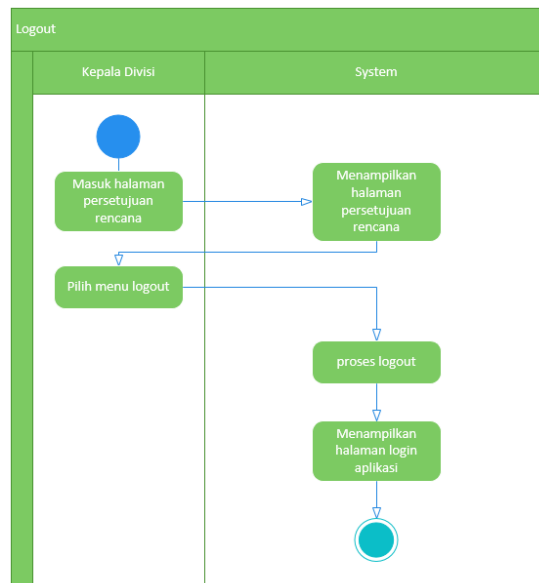 Logout
Kepala Divisi
System
Masuk halaman
persetujuan
rencana
Menampilkan
halaman
persetujuan
rencana
Pilih menu logout
proses logout
Menampilkan
halaman login
aplikasi